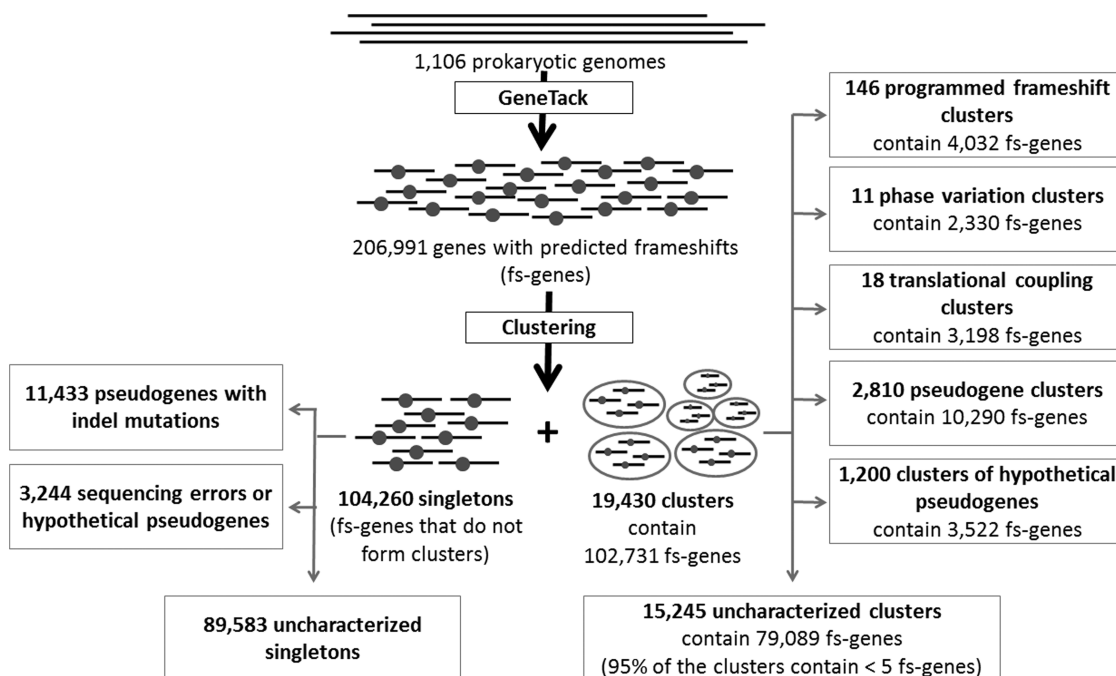 1,106 prokaryotic genomes
GeneTack
206,991 genes with predicted frameshifts
(fs-genes)
Clustering
+
104,260 singletons
(fs-genes that do not
form clusters)
19,430 clusters
contain
102,731 fs-genes
11,433 pseudogenes with
indel mutations
3,244 sequencing errors or
hypothetical pseudogenes
89,583 uncharacterized
singletons
146 programmed frameshift
clusters
contain 4,032 fs-genes
11 phase variation clusters
contain 2,330 fs-genes
18 translational coupling
clusters
contain 3,198 fs-genes
2,810 pseudogene clusters
contain 10,290 fs-genes
1,200 clusters of hypothetical
pseudogenes
contain 3,522 fs-genes
15,245 uncharacterized clusters
contain 79,089 fs-genes
(95% of the clusters contain < 5 fs-genes)